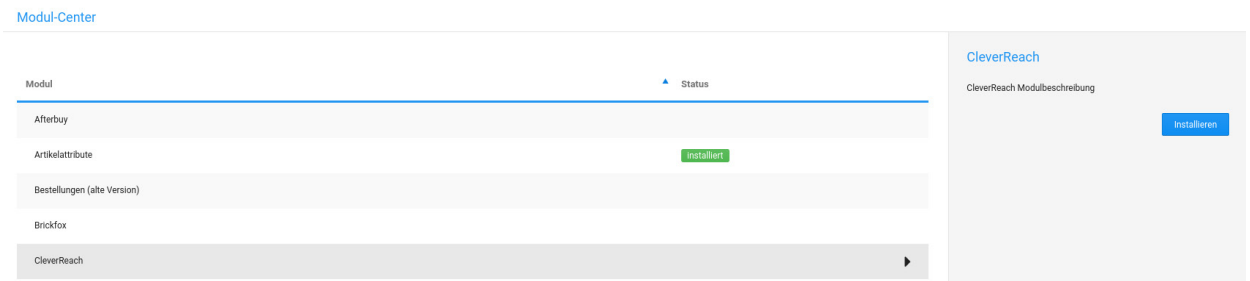 Modul-Center
Modul
Status
Afterbuy
Artikelattribute
installiert
Bestellungen (alte Version)
Brickfox
CleverReach
CleverReach
CleverReach Modulbeschreibung
Installieren